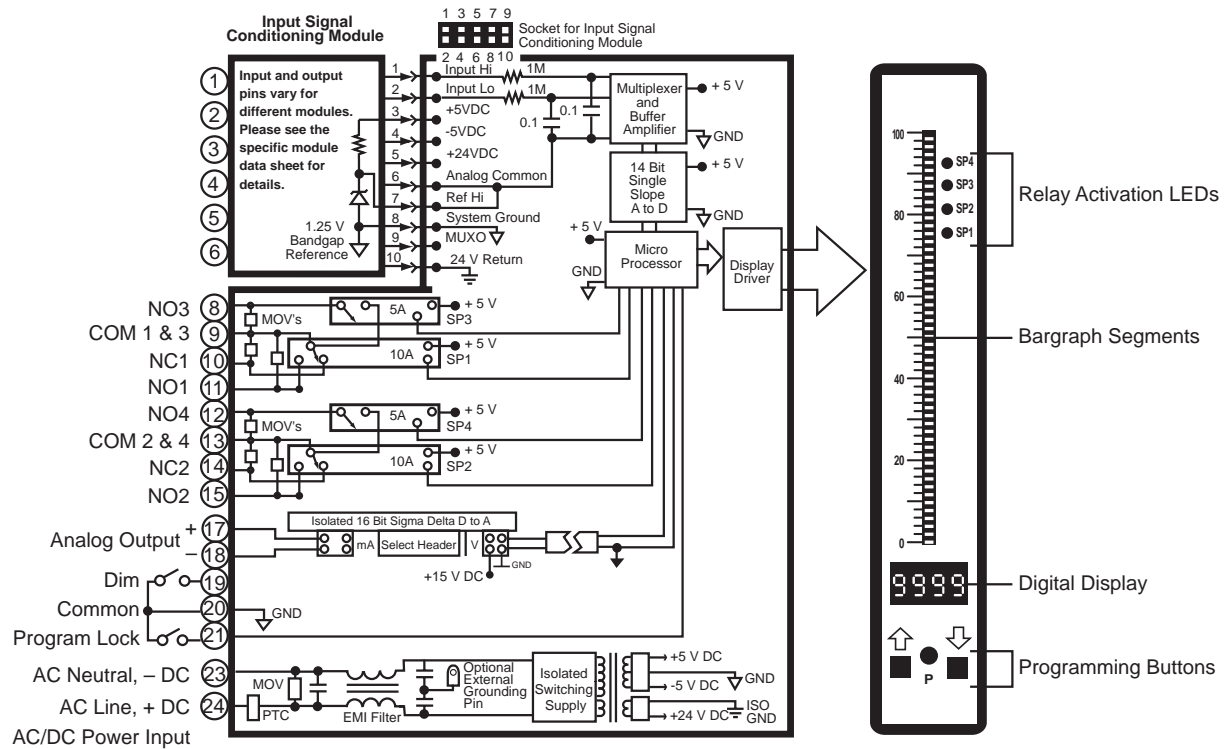 1 3 5 7 9
Input Signal
Conditioning Module
Socket for Input Signal
Conditioning Module
2 4 6 8 10
1
2
3
4
5
6
Input and output
pins vary for
different modules.
Please see the
specific module
data sheet for
details.
1.25 V
Bandgap
Reference
1
2
3
4
5
6
7
8
9
10
Input Hi
1M
Input Lo
1M
+5VDC
-5VDC
+24VDC
Analog Common
Ref Hi
System Ground
MUXO
24 V Return
0.1
0.1
Multiplexer
and
Buffer
Amplifier
+ 5 V
GND
14 Bit
Single
Slope
A to D
+ 5 V
GND
+ 5 V
GND
Micro
Processor
Display
Driver
NO3
8
COM 1 & 3
9
NC1
10
NO1
11
MOV's
5A
+ 5 V
SP3
10A
+ 5 V
SP1
NO4
12
COM 2 & 4
13
NC2
14
NO2
15
MOV's
5A
+ 5 V
SP4
10A
+ 5 V
SP2
Analog Output
+
17
–
18
Isolated 16 Bit Sigma Delta D to A
mA
Select Header
V
GND
+15 V DC
Dim
19
Common
20
GND
Program Lock
21
AC Neutral, – DC
23
AC Line, + DC
24
AC/DC Power Input
MOV
PTC
EMI Filter
Optional
External
Grounding
Pin
Isolated
Switching
Supply
+5 V DC
GND
-5 V DC
ISO
GND
+24 V DC
100
80
60
40
20
0
SP4
SP3
SP2
SP1
Relay Activation LEDs
Bargraph Segments
9999
Digital Display
P
Programming Buttons